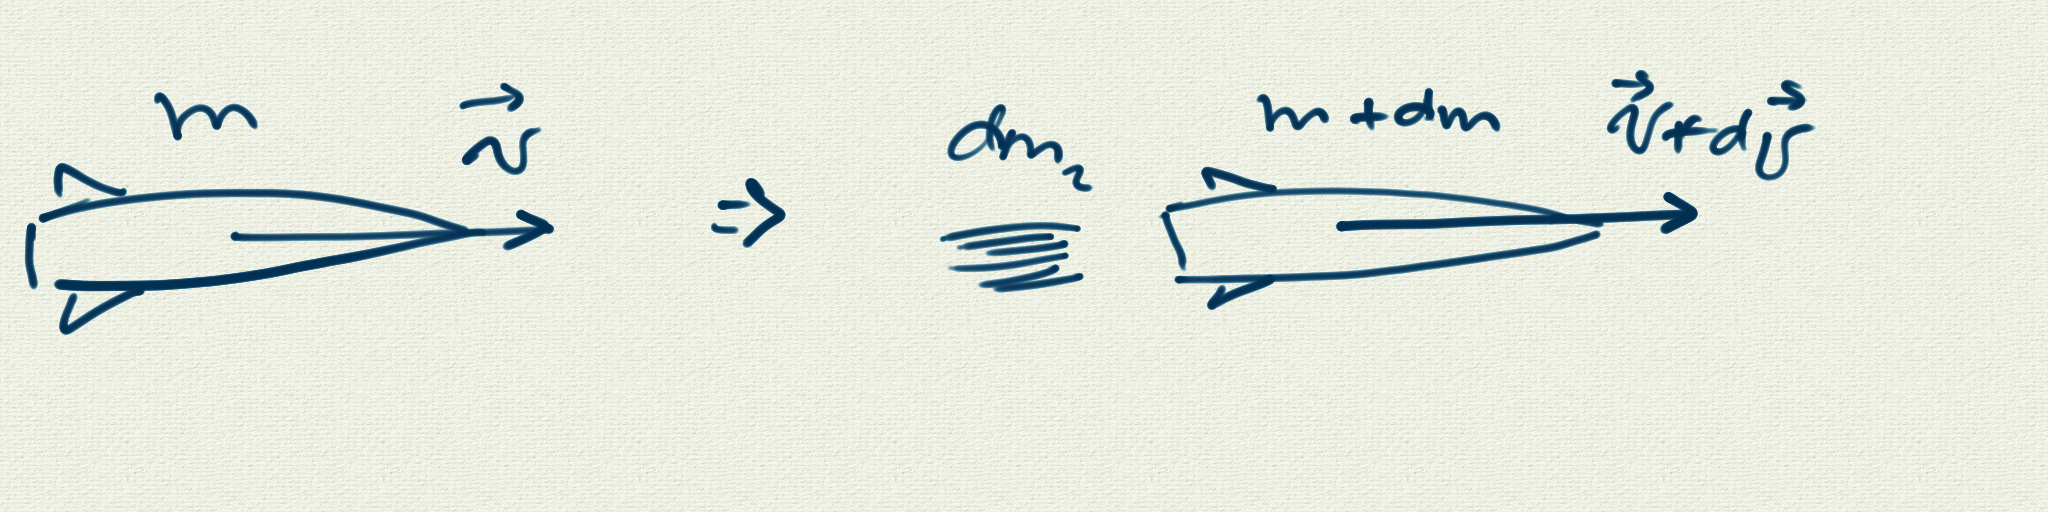 m
v⃗
⇒
dm₂
m + dm
v⃗ + dv⃗